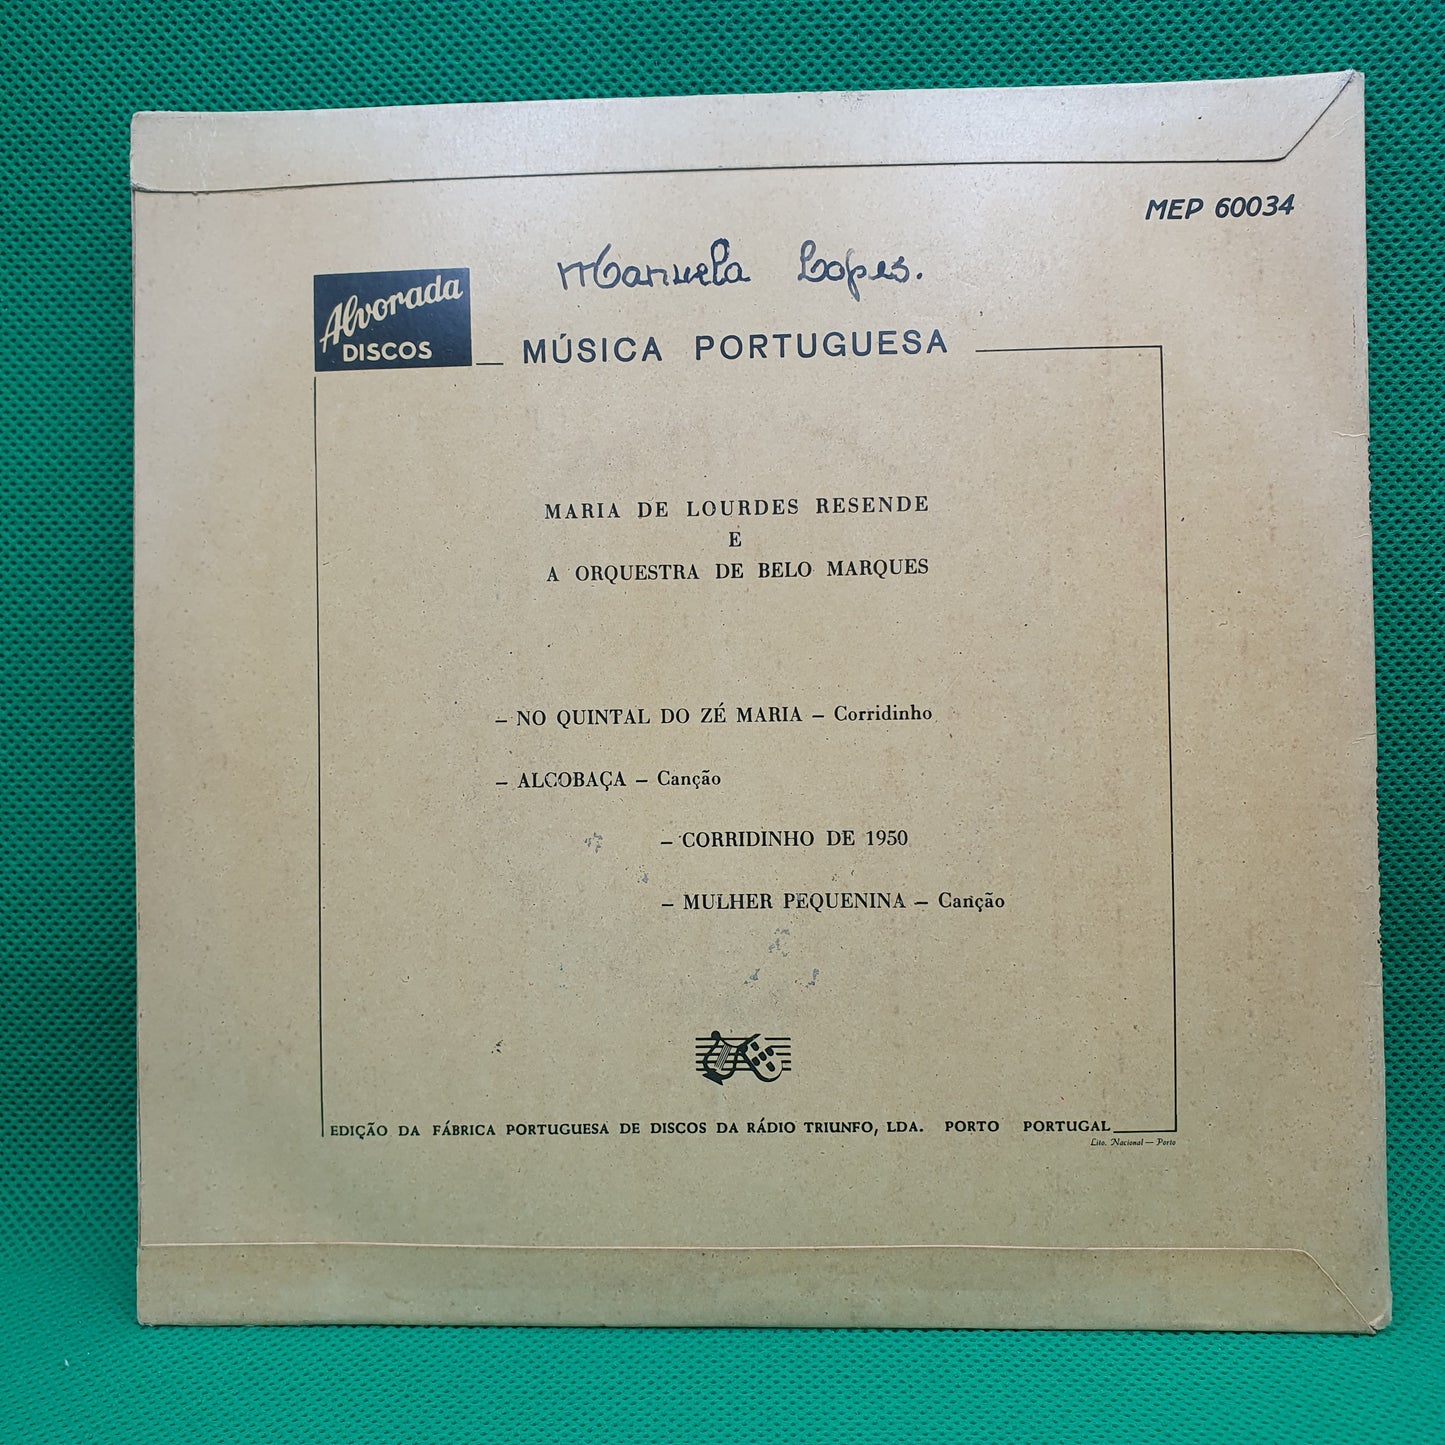 MEP 60034
Manuela Lopes.
Alvorada
DISCOS
MÚSICA PORTUGUESA
MARIA DE LOURDES RESENDE
E
A ORQUESTRA DE BELO MARQUES
– NO QUINTAL DO ZÉ MARIA – Corridinho
– ALCOBAÇA – Canção
– CORRIDINHO DE 1950
– MULHER PEQUENINA – Canção
EDIÇÃO DA FÁBRICA PORTUGUESA DE DISCOS DA RÁDIO TRIUNFO, LDA. PORTO PORTUGAL
Lito. Nacional — Porto